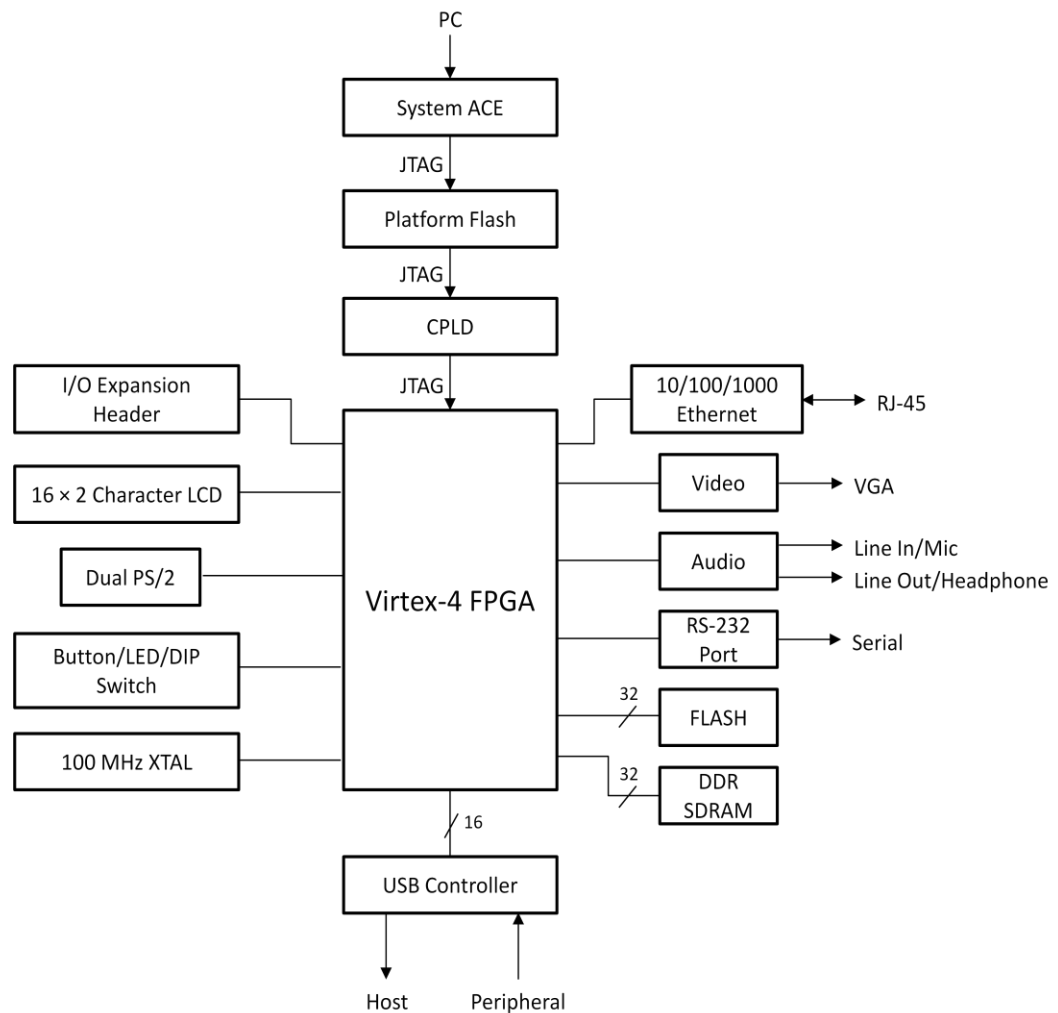 PC
System ACE
JTAG
Platform Flash
JTAG
CPLD
JTAG
I/O Expansion
Header
16 × 2 Character LCD
Dual PS/2
Button/LED/DIP
Switch
100 MHz XTAL
Virtex-4 FPGA
10/100/1000
Ethernet
RJ-45
Video
VGA
Audio
Line In/Mic
Line Out/Headphone
RS-232
Port
Serial
32
FLASH
32
DDR
SDRAM
16
USB Controller
Host
Peripheral